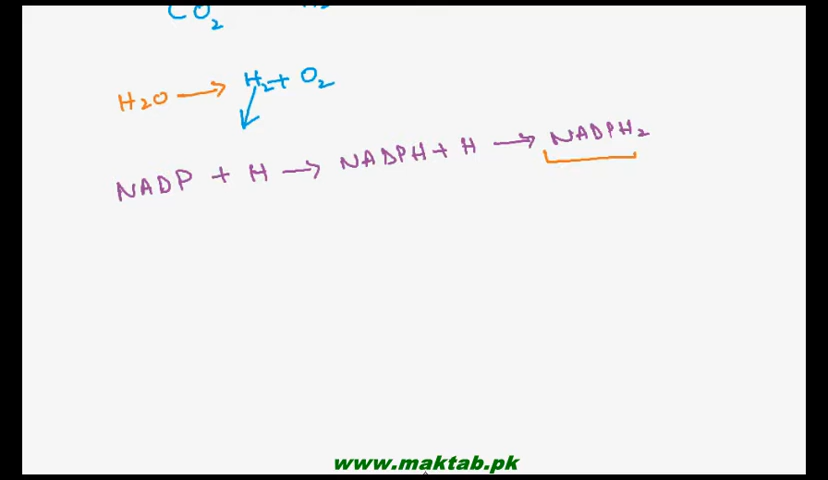 CO2
H2O → H2 + O2
NADP + H → NADPH + H → NADPH2
www.maktab.pk